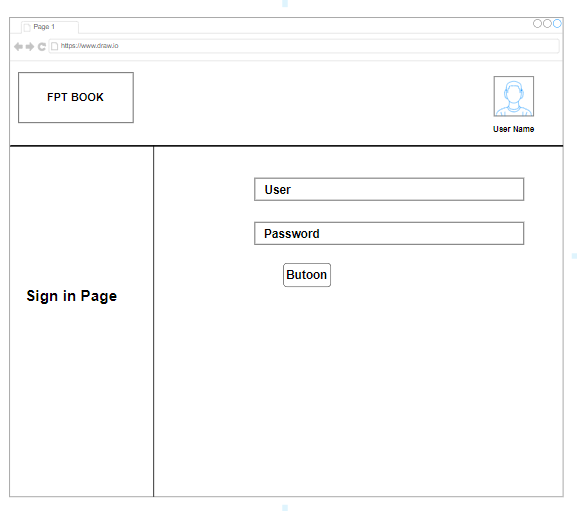 Page 1
https://www.draw.io
FPT BOOK
User Name
User
Password
Butoon
Sign in Page